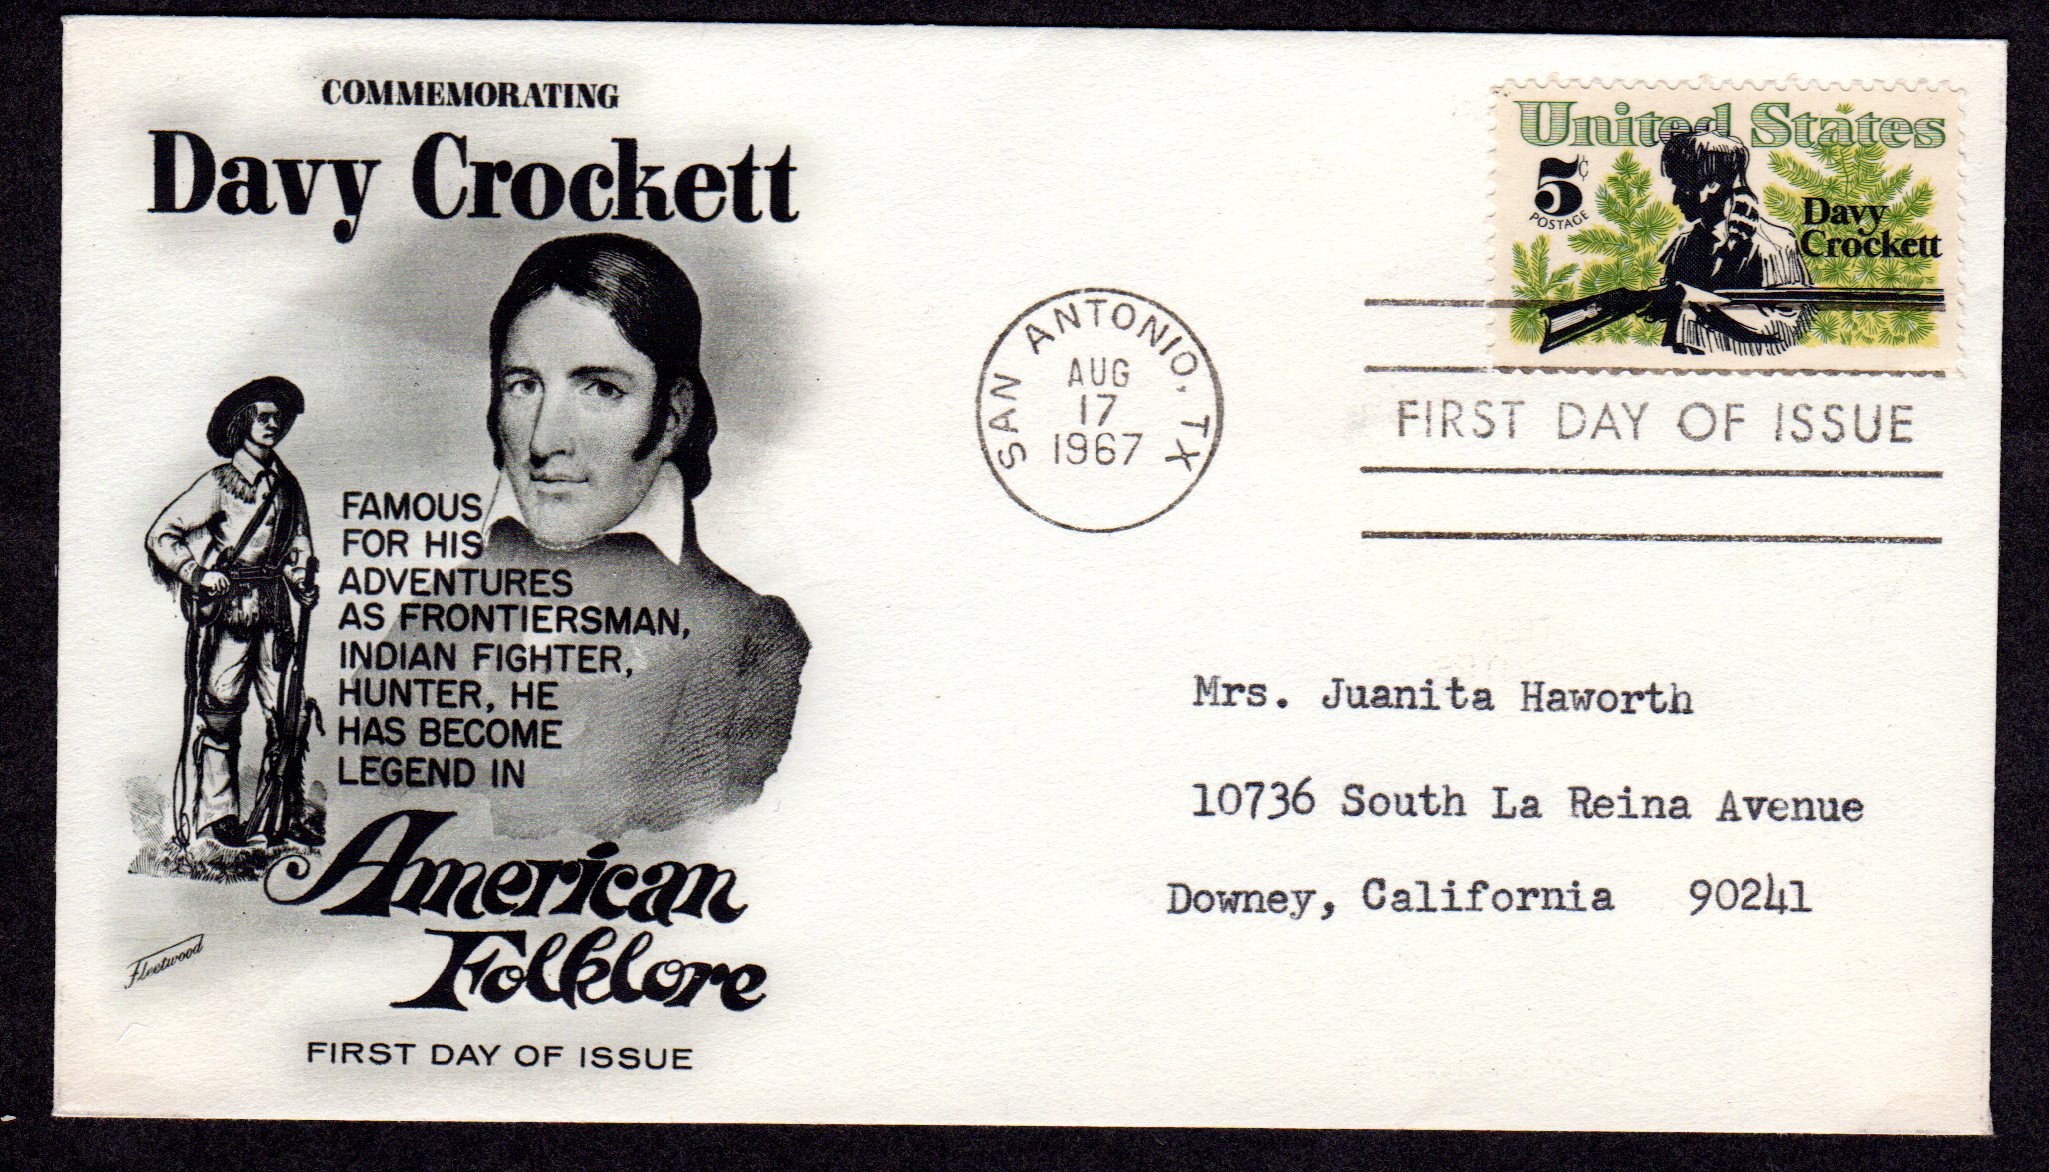 COMMEMORATING
Davy Crockett
FAMOUS
FOR HIS
ADVENTURES
AS FRONTIERSMAN,
INDIAN FIGHTER,
HUNTER, HE
HAS BECOME
LEGEND IN
American
Folklore
Fleetwood
FIRST DAY OF ISSUE
SAN ANTONIO, TX
AUG
17
1967
United States
5¢
POSTAGE
Davy
Crockett
FIRST DAY OF ISSUE
Mrs. Juanita Haworth
10736 South La Reina Avenue
Downey, California 90241